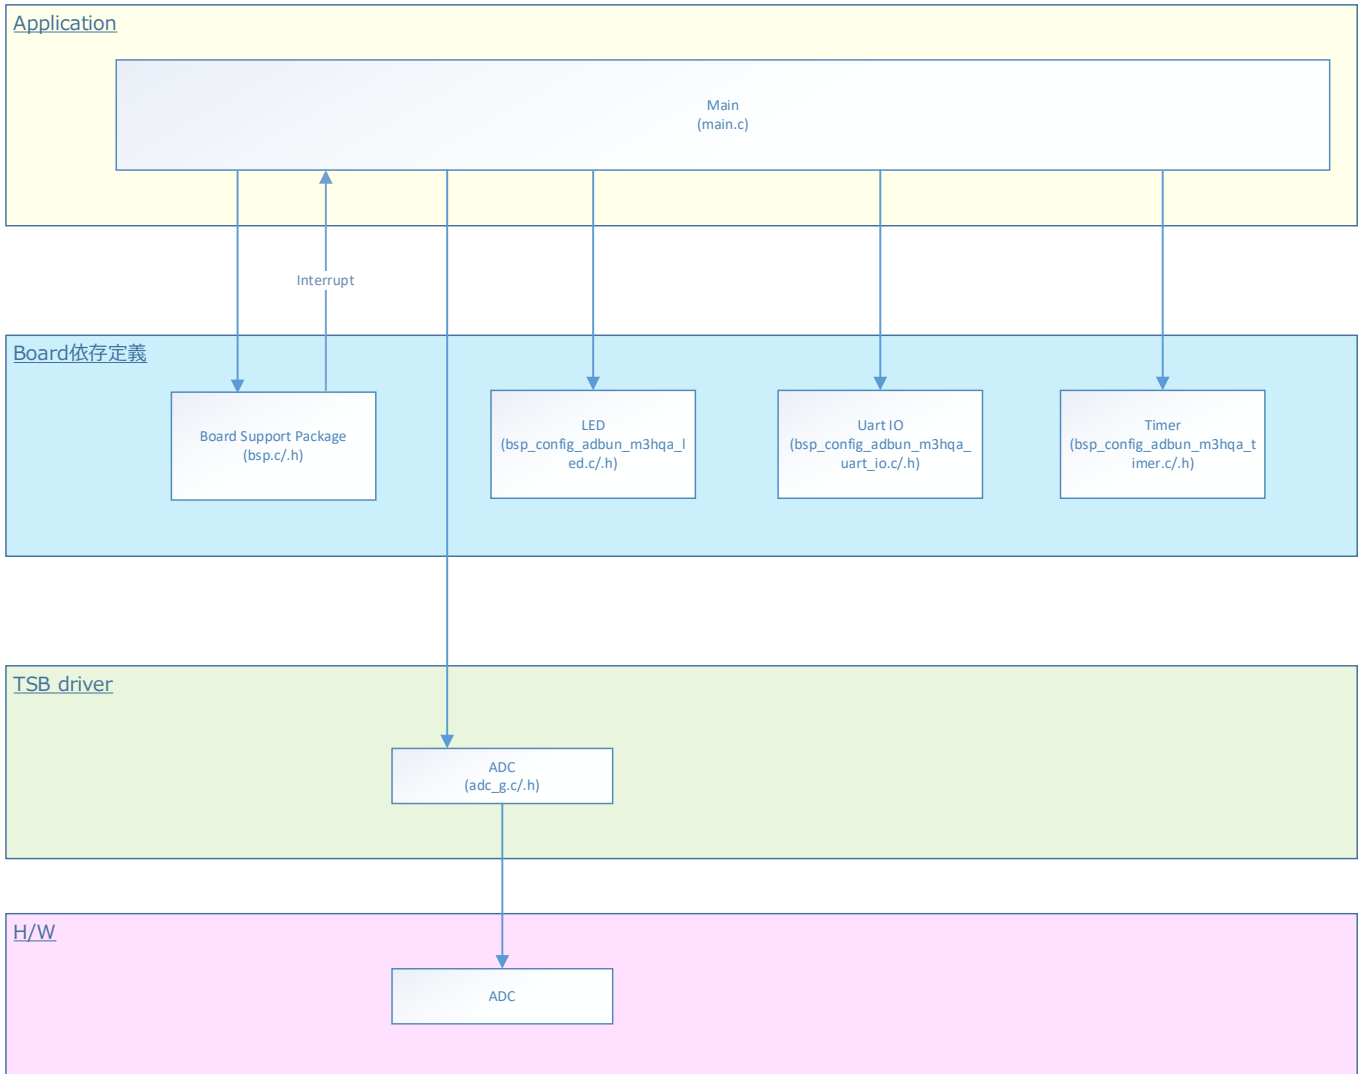 Application
Main
(main.c)
Interrupt
Board依存定義
Board Support Package
(bsp.c/.h)
LED
(bsp_config_adbun_m3hqa_l
ed.c/.h)
Uart IO
(bsp_config_adbun_m3hqa_
uart_io.c/.h)
Timer
(bsp_config_adbun_m3hqa_t
imer.c/.h)
TSB driver
ADC
(adc_g.c/.h)
H/W
ADC